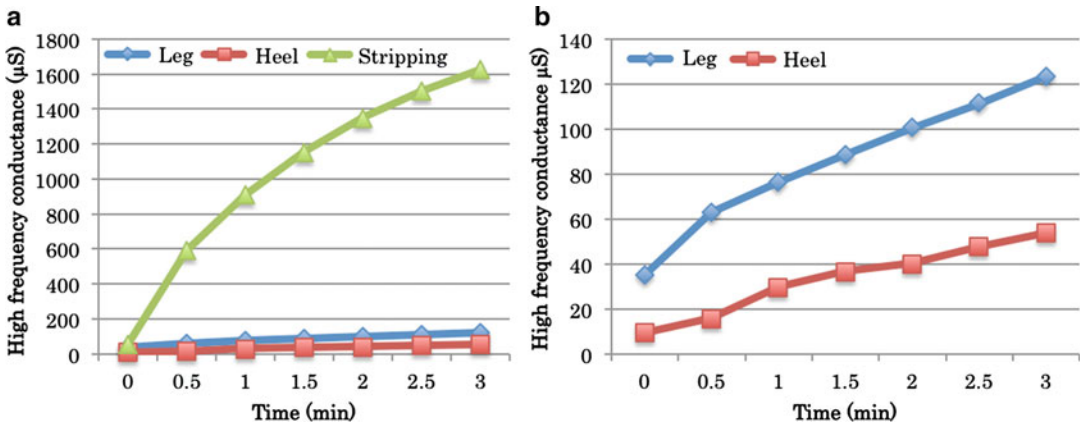 a
High frequency conductance (µS)
1800
1600
1400
1200
1000
800
600
400
200
0
Leg
Heel
Stripping
0 0.5 1 1.5 2 2.5 3
Time (min)
b
High frequency conductance µS)
140
120
100
80
60
40
20
0
Leg
Heel
0 0.5 1 1.5 2 2.5 3
Time (min)